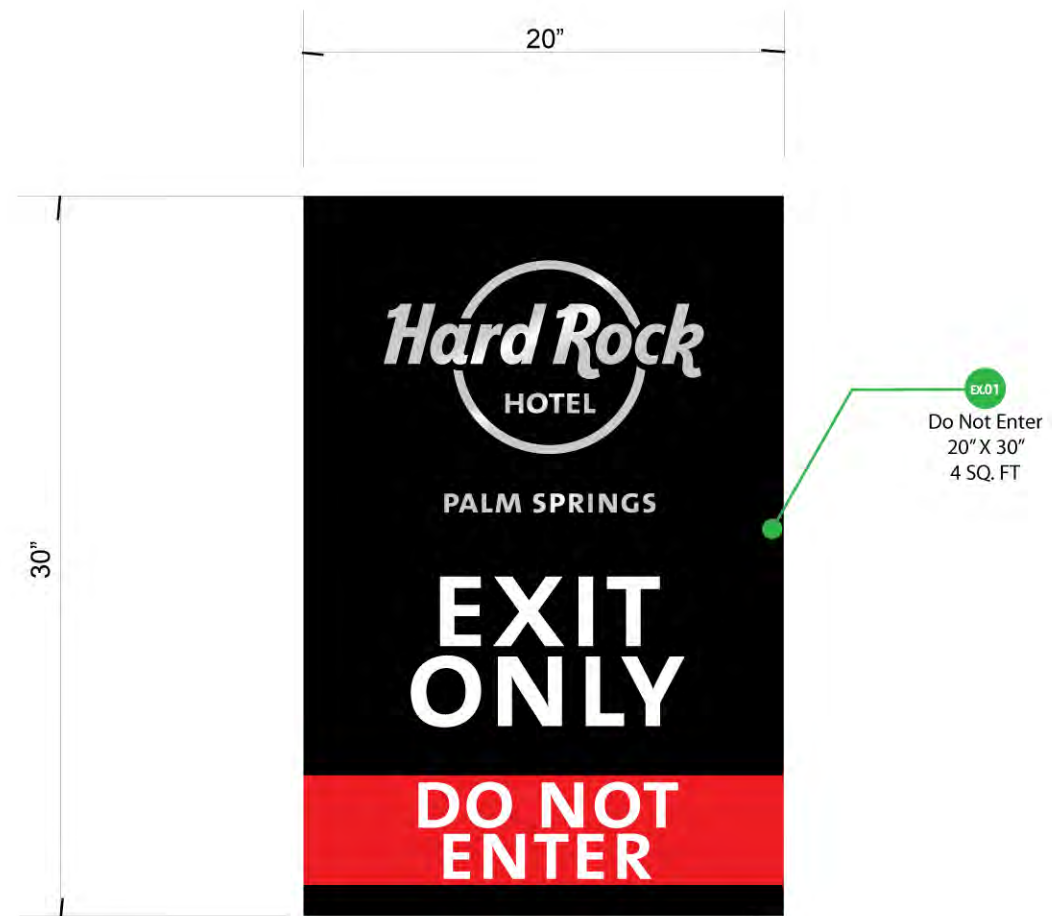 20”
30”
Hard Rock
HOTEL
PALM SPRINGS
EXIT
ONLY
DO NOT
ENTER
EX.01
Do Not Enter
20” X 30”
4 SQ. FT